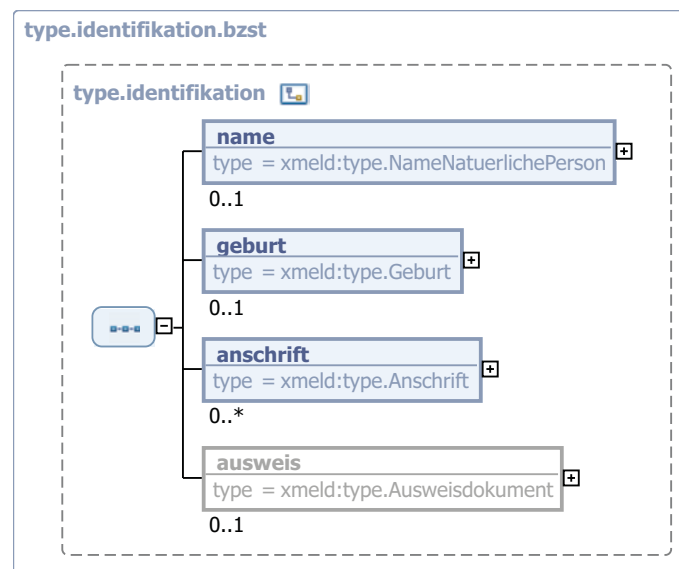 type.identifikation.bzst
type.identifikation
name
type = xmeld:type.NameNatuerlichePerson
0..1
geburt
type = xmeld:type.Geburt
0..1
anschrift
type = xmeld:type.Anschrift
0..*
ausweis
type = xmeld:type.Ausweisdokument
0..1